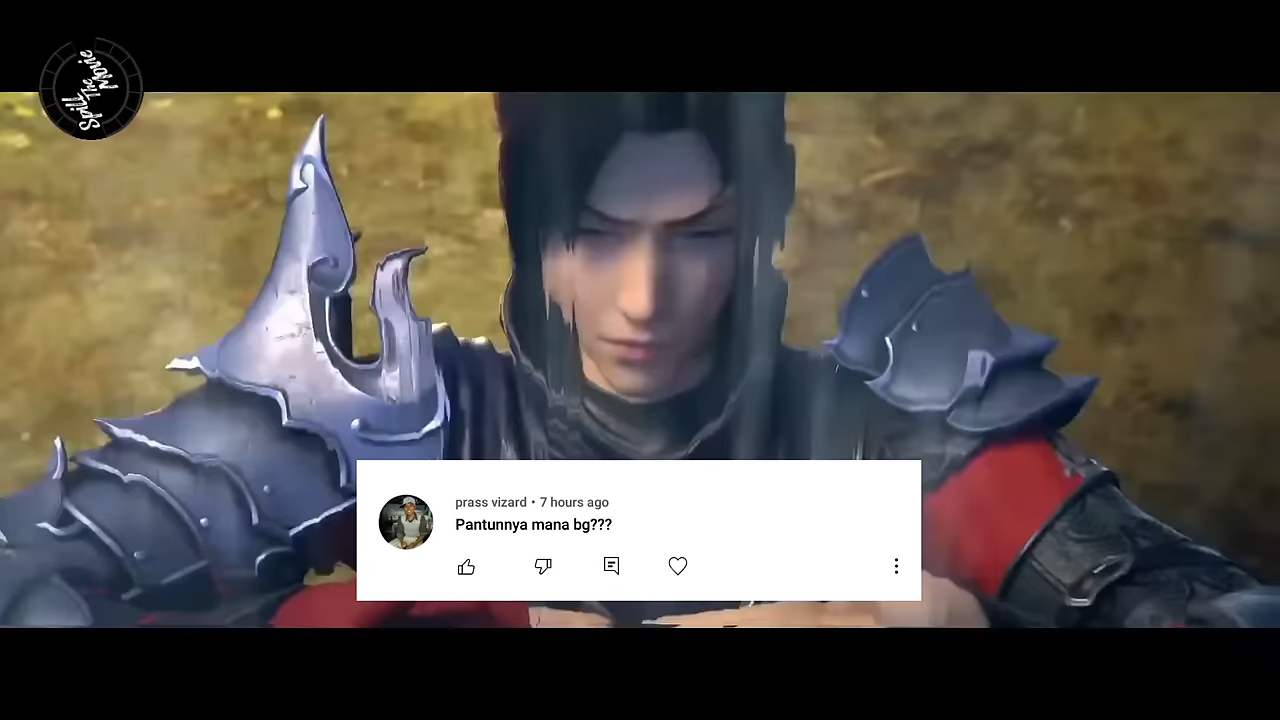 Spill
The
Movie
prass vizard • 7 hours ago
Pantunnya mana bg???